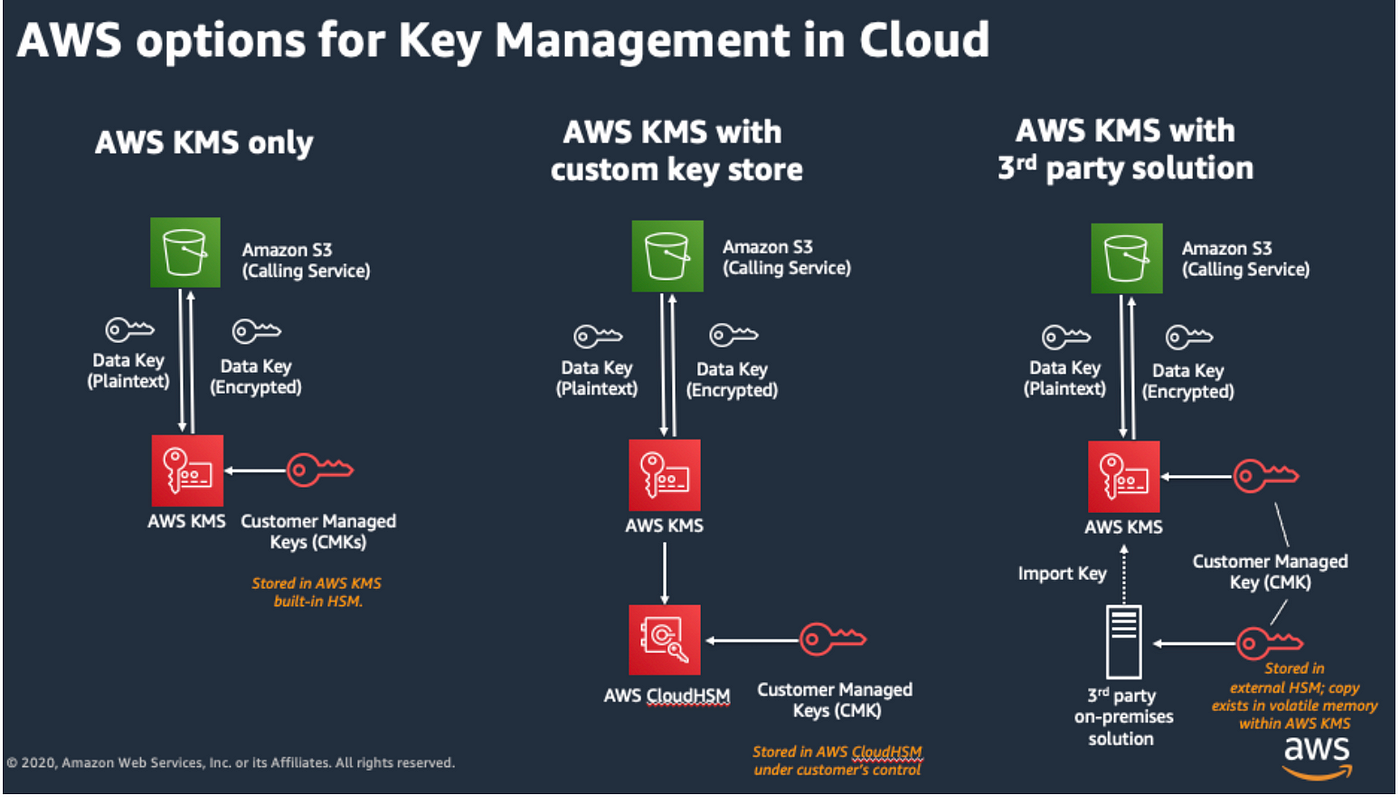 AWS options for Key Management in Cloud
AWS KMS only
Amazon S3
(Calling Service)
Data Key
(Plaintext)
Data Key
(Encrypted)
AWS KMS
Customer Managed
Keys (CMKs)
Stored in AWS KMS
built-in HSM.
AWS KMS with
custom key store
Amazon S3
(Calling Service)
Data Key
(Plaintext)
Data Key
(Encrypted)
AWS KMS
AWS CloudHSM
Customer Managed
Keys (CMK)
Stored in AWS CloudHSM
under customer's control
AWS KMS with
3rd party solution
Amazon S3
(Calling Service)
Data Key
(Plaintext)
Data Key
(Encrypted)
AWS KMS
Import Key
Customer Managed
Key (CMK)
3rd party
on-premises
solution
Stored in
external HSM; copy
exists in volatile memory
within AWS KMS
© 2020, Amazon Web Services, Inc. or its Affiliates. All rights reserved.
aws